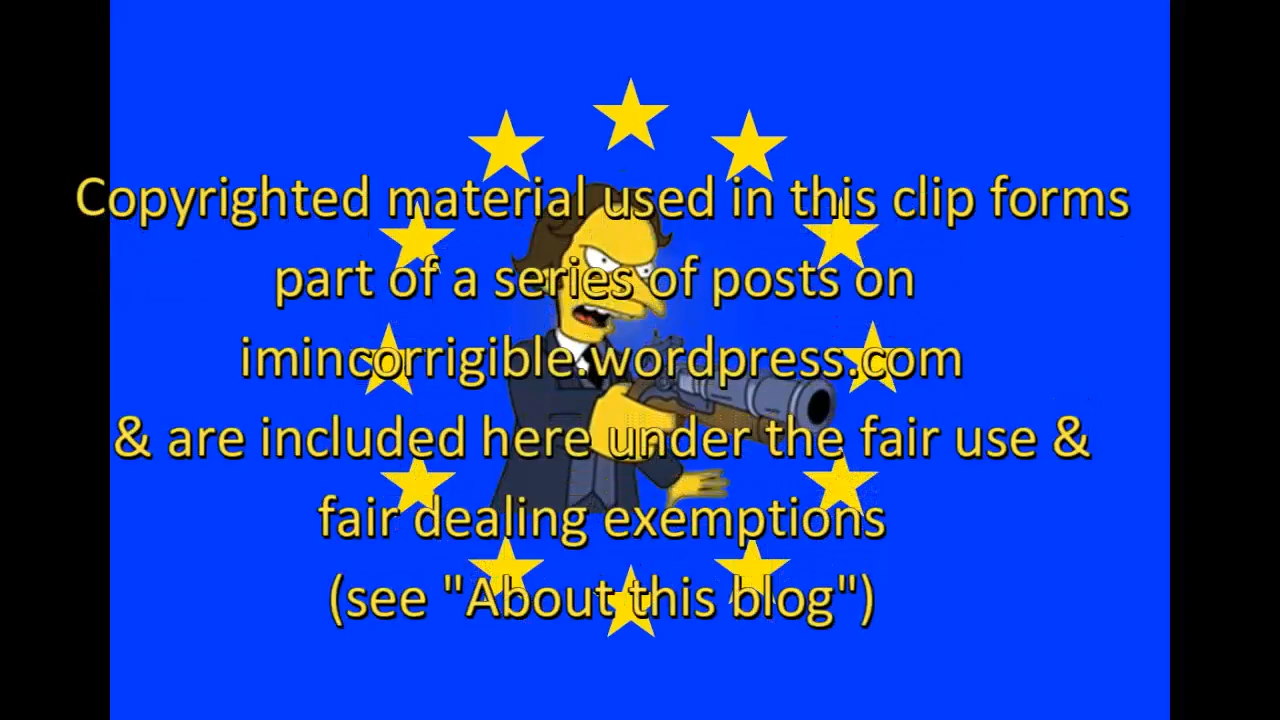 Copyrighted material used in this clip forms
part of a series of posts on
imincorrigible.wordpress.com
& are included here under the fair use &
fair dealing exemptions
(see "About this blog")